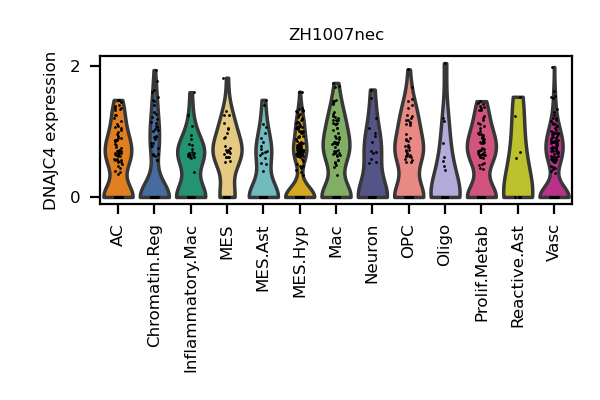 ZH1007nec
DNAJC4 expression
2
0
AC
Chromatin.Reg
Inflammatory.Mac
MES
MES.Ast
MES.Hyp
Mac
Neuron
OPC
Oligo
Prolif.Metab
Reactive.Ast
Vasc